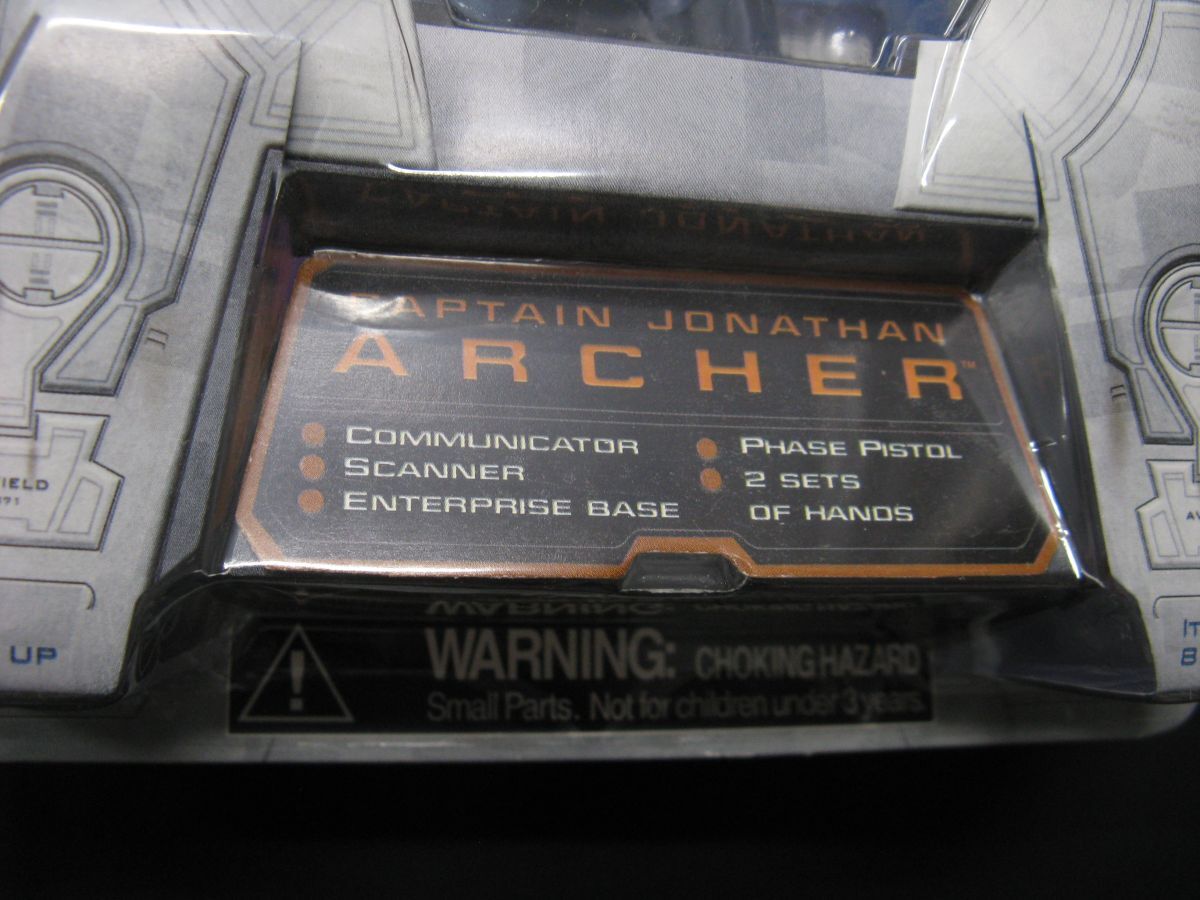 CAPTAIN JONATHAN
ARCHER™
COMMUNICATOR
SCANNER
ENTERPRISE BASE
PHASE PISTOL
2 SETS
OF HANDS
WARNING: CHOKING HAZARD
Small Parts. Not for children under 3 years.
UP